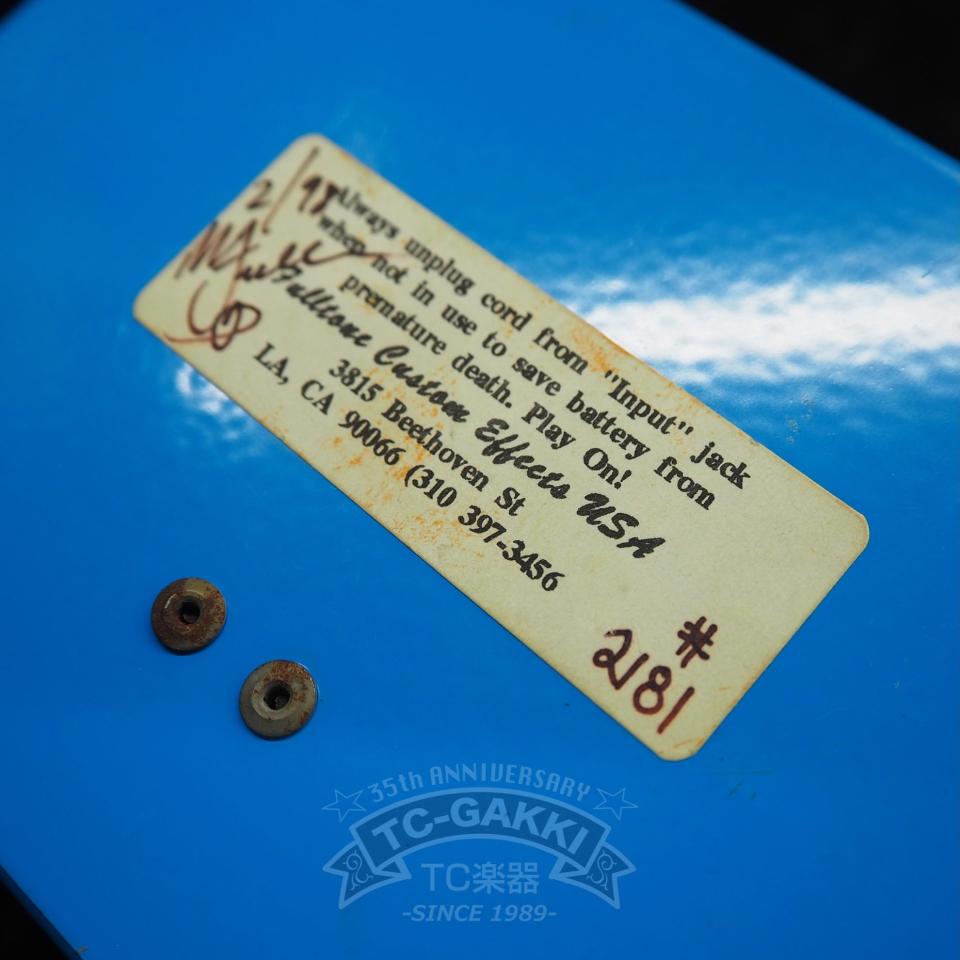 2/98
Always unplug cord from "Input" jack
when not in use to save battery from
premature death. Play On!
Fulltone Custom Effects USA
3815 Beethoven St
LA, CA 90066 (310 397-3456
#
2181
35th ANNIVERSARY
TC-GAKKI
TC楽器
-SINCE 1989-